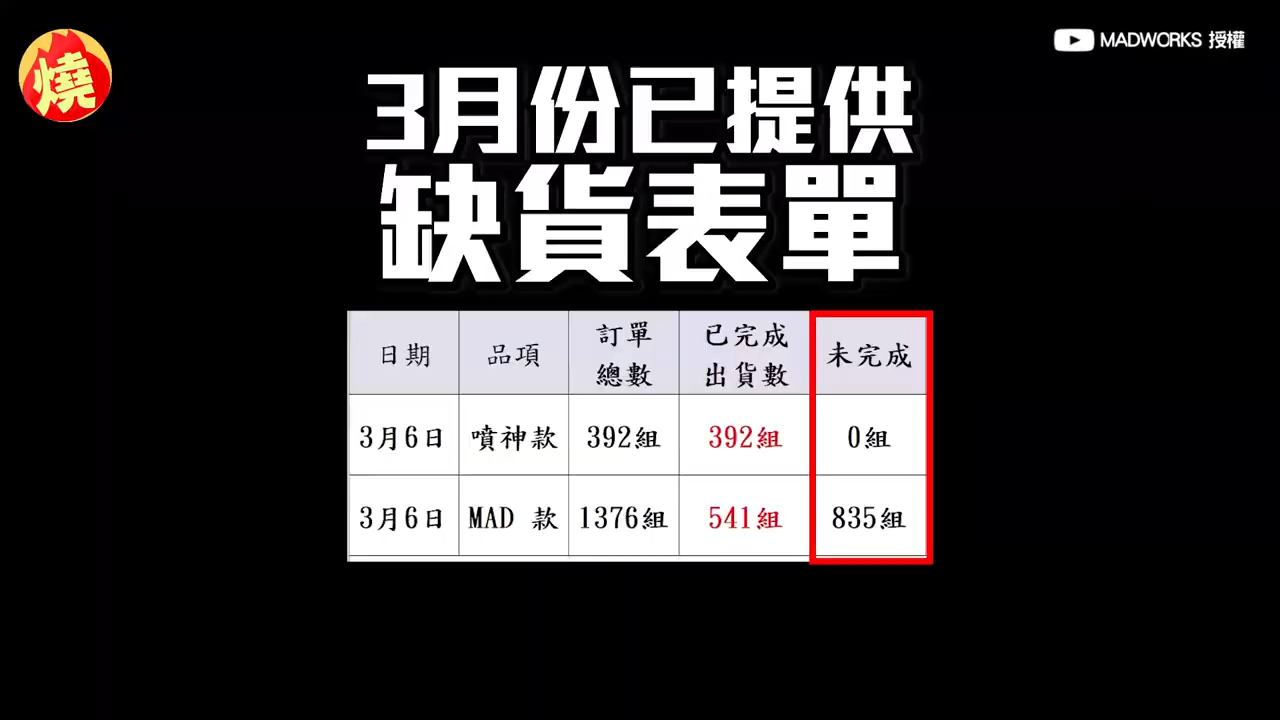 燒
MADWORKS 授權
3月份已提供
缺貨表單
日期 品項 訂單總數 已完成出貨數 未完成
3月6日 噴神款 392組 392組 0組
3月6日 MAD 款 1376組 541組 835組